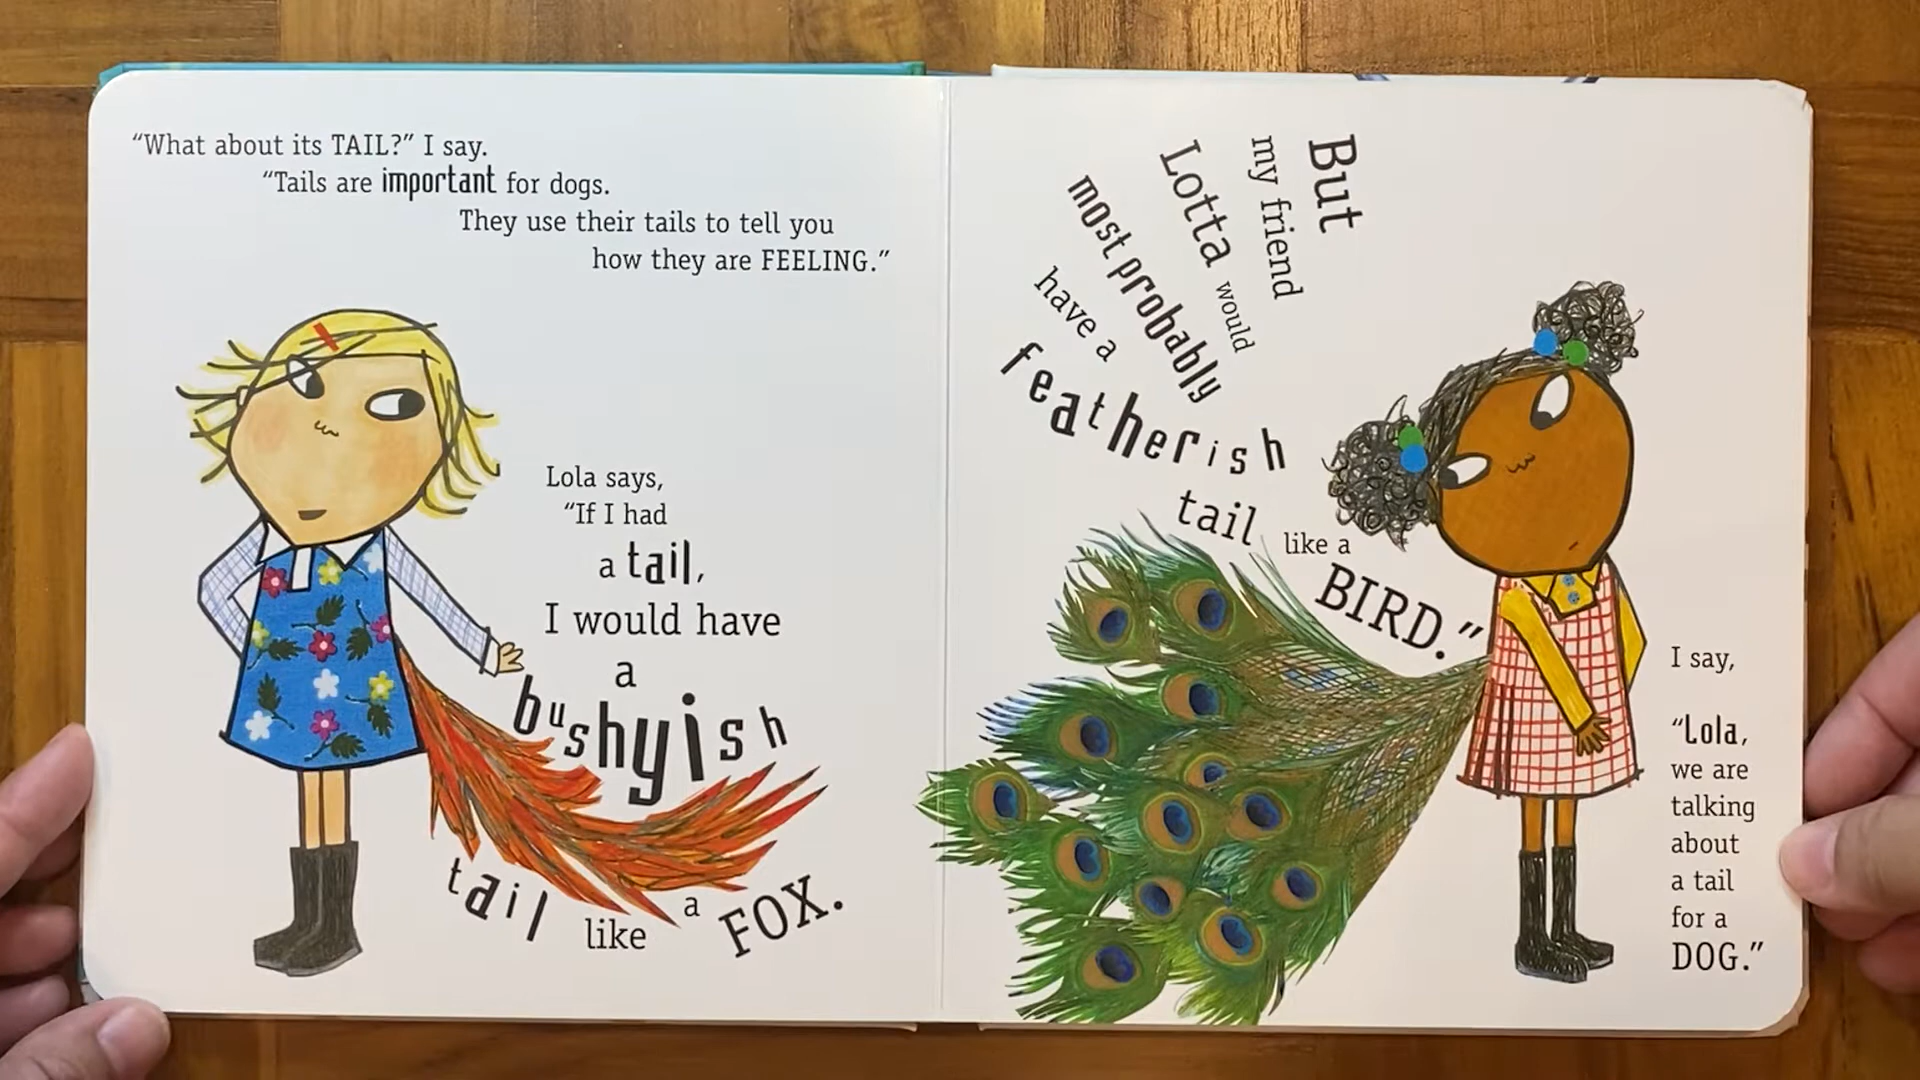 “What about its TAIL?” I say.
“Tails are important for dogs.
They use their tails to tell you
how they are FEELING.”
Lola says,
“If I had
a tail,
I would have
a
bushyish
tail like a FOX.
But
my friend
Lotta would
most probably
have a
featherish
tail like a
BIRD.”
I say,
“Lola,
we are
talking
about
a tail
for a
DOG.”